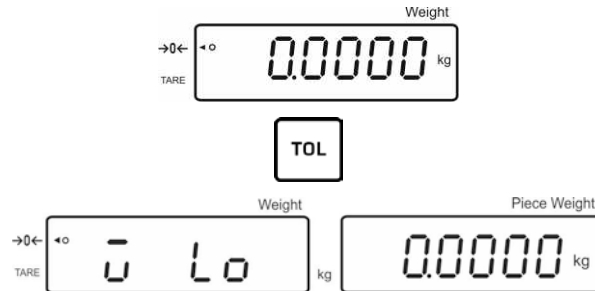 Weight
→0← ◄○ 0.0000 kg
TARE
TOL
Weight Piece Weight
→0← ◄○ ū Lo kg 0.0000 kg
TARE